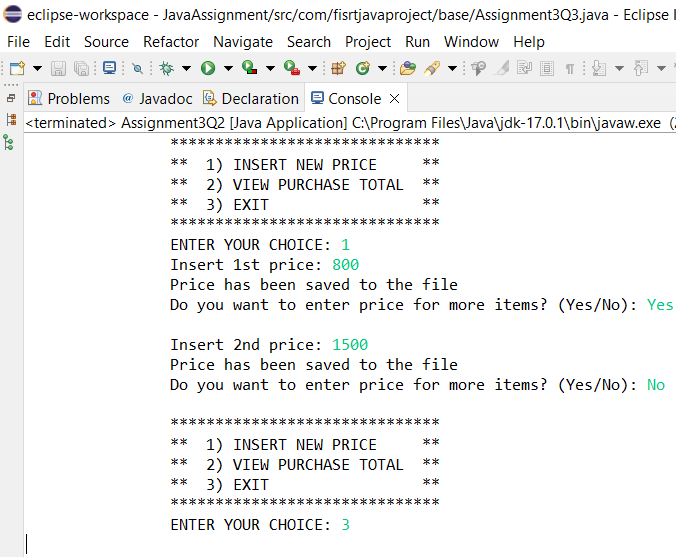 eclipse-workspace - JavaAssignment/src/com/fisrtjavaproject/base/Assignment3Q3.java - Eclipse
File Edit Source Refactor Navigate Search Project Run Window Help
Problems @ Javadoc Declaration Console
<terminated> Assignment3Q2 [Java Application] C:\Program Files\Java\jdk-17.0.1\bin\javaw.exe
******************************
** 1) INSERT NEW PRICE **
** 2) VIEW PURCHASE TOTAL **
** 3) EXIT **
******************************
ENTER YOUR CHOICE: 1
Insert 1st price: 800
Price has been saved to the file
Do you want to enter price for more items? (Yes/No): Yes
Insert 2nd price: 1500
Price has been saved to the file
Do you want to enter price for more items? (Yes/No): No
******************************
** 1) INSERT NEW PRICE **
** 2) VIEW PURCHASE TOTAL **
** 3) EXIT **
******************************
ENTER YOUR CHOICE: 3